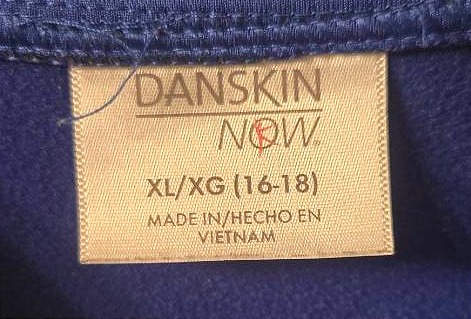 DANSKIN
NOW
XL/XG (16-18)
MADE IN/HECHO EN
VIETNAM